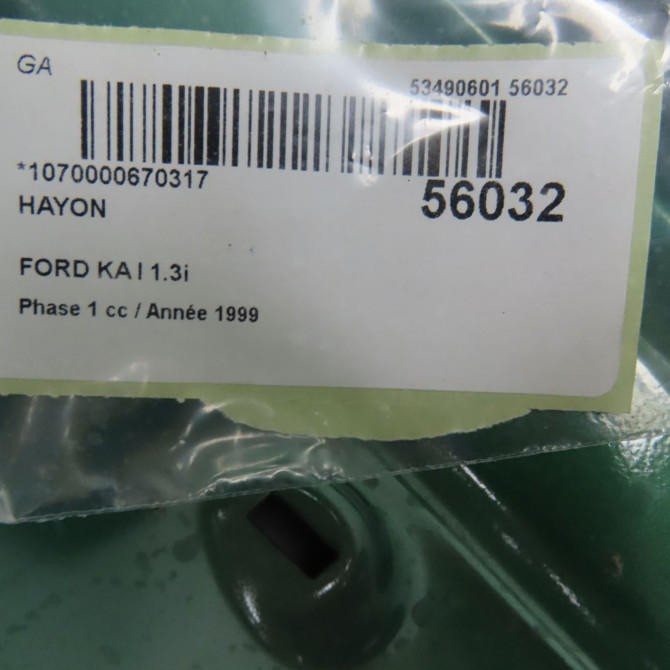 GA
53490601 56032
*1070000670317
56032
HAYON
FORD KA I 1.3i
Phase 1 cc / Année 1999